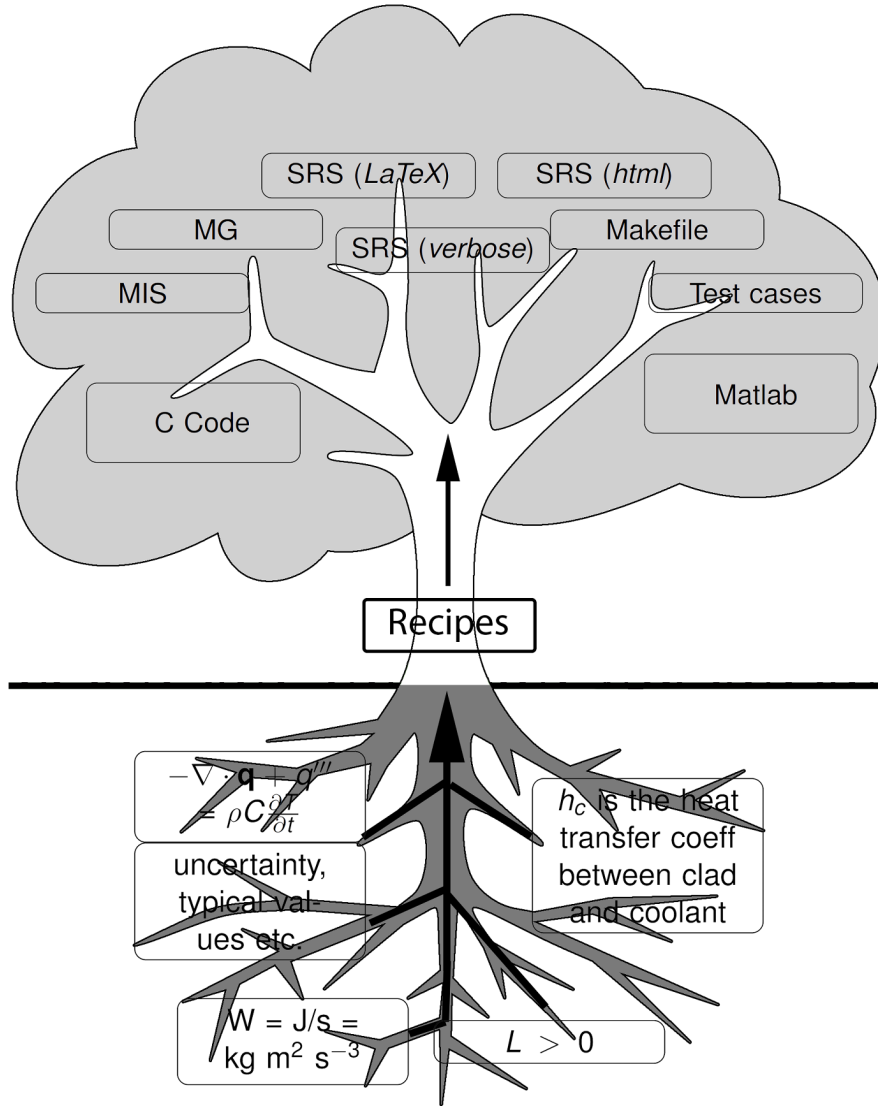 SRS (LaTeX)
SRS (html)
MG
SRS (verbose)
Makefile
MIS
Test cases
C Code
Matlab
Recipes
−∇ · q + q′′′
= ρC ∂T/∂t
h_c is the heat
transfer coeff
between clad
and coolant
uncertainty,
typical val-
ues etc.
W = J/s =
kg m² s⁻³
L > 0